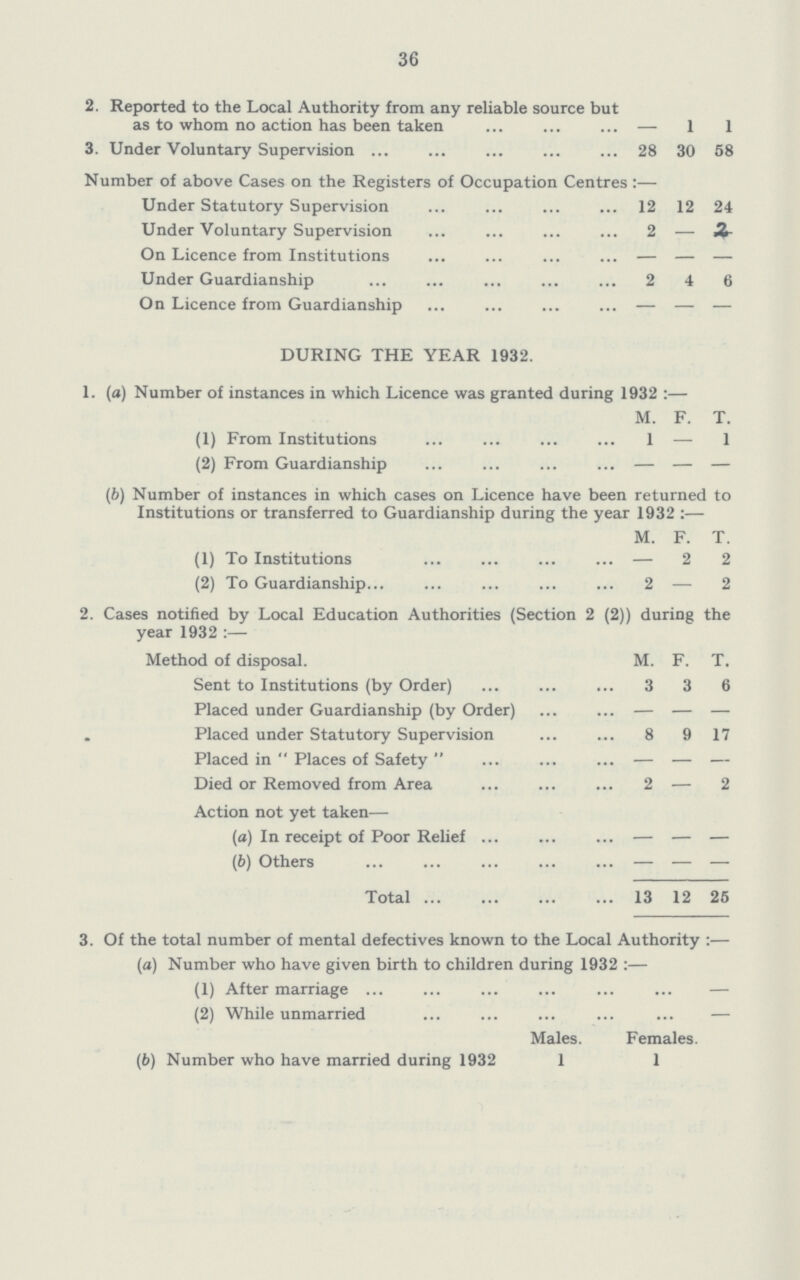 36
2. Reported to the Local Authority from any reliable source but
as to whom no action has been taken ... ... ... — 1 1
3. Under Voluntary Supervision ... ... ... ... ... 28 30 58
Number of above Cases on the Registers of Occupation Centres :—
Under Statutory Supervision ... ... ... ... 12 12 24
Under Voluntary Supervision ... ... ... ... 2 — 2
On Licence from Institutions ... ... ... ... — — —
Under Guardianship ... ... ... ... ... 2 4 6
On Licence from Guardianship ... ... ... ... — — —
DURING THE YEAR 1932.
1. (a) Number of instances in which Licence was granted during 1932 :—
M. F. T.
(1) From Institutions ... ... ... ... 1 — 1
(2) From Guardianship ... ... ... ... — — —
(b) Number of instances in which cases on Licence have been returned to
Institutions or transferred to Guardianship during the year 1932 :—
M. F. T.
(1) To Institutions ... ... ... ... — 2 2
(2) To Guardianship... ... ... ... ... 2 — 2
2. Cases notified by Local Education Authorities (Section 2 (2)) during the
year 1932 :—
Method of disposal. M. F. T.
Sent to Institutions (by Order) ... ... ... 3 3 6
Placed under Guardianship (by Order) ... ... — — —
Placed under Statutory Supervision ... ... 8 9 17
Placed in " Places of Safety " ... ... ... — — —
Died or Removed from Area ... ... ... 2 — 2
Action not yet taken—
(a) In receipt of Poor Relief ... ... ... — — —
(b) Others ... ... ... ... ... — — —
Total ... ... ... ... 13 12 25
3. Of the total number of mental defectives known to the Local Authority :—
(a) Number who have given birth to children during 1932 :—
(1) After marriage ... ... ... ... ... ... —
(2) While unmarried ... ... ... ... ... —
Males. Females.
(b) Number who have married during 1932 1 1